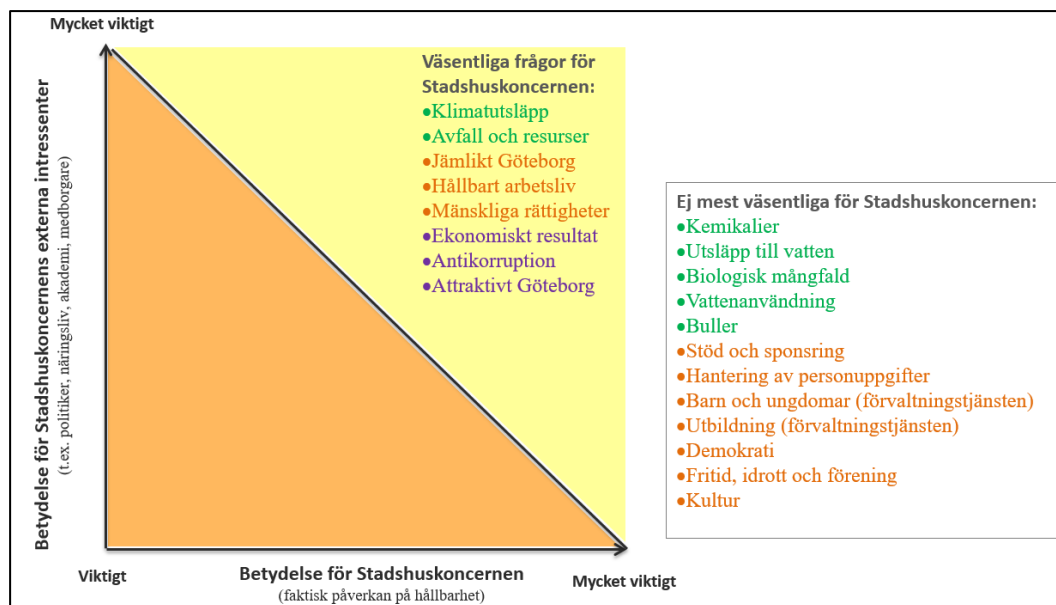 Mycket viktigt
Betydelse för Stadshuskoncernens externa intressenter
(t.ex. politiker, näringsliv, akademi, medborgare)
Väsentliga frågor för
Stadshuskoncernen:
•Klimatutsläpp
•Avfall och resurser
•Jämlikt Göteborg
•Hållbart arbetsliv
•Mänskliga rättigheter
•Ekonomiskt resultat
•Antikorruption
•Attraktivt Göteborg
Ej mest väsentliga för Stadshuskoncernen:
•Kemikalier
•Utsläpp till vatten
•Biologisk mångfald
•Vattenanvändning
•Buller
•Stöd och sponsring
•Hantering av personuppgifter
•Barn och ungdomar (förvaltningstjänsten)
•Utbildning (förvaltningstjänsten)
•Demokrati
•Fritid, idrott och förening
•Kultur
Viktigt
Betydelse för Stadshuskoncernen
(faktisk påverkan på hållbarhet)
Mycket viktigt